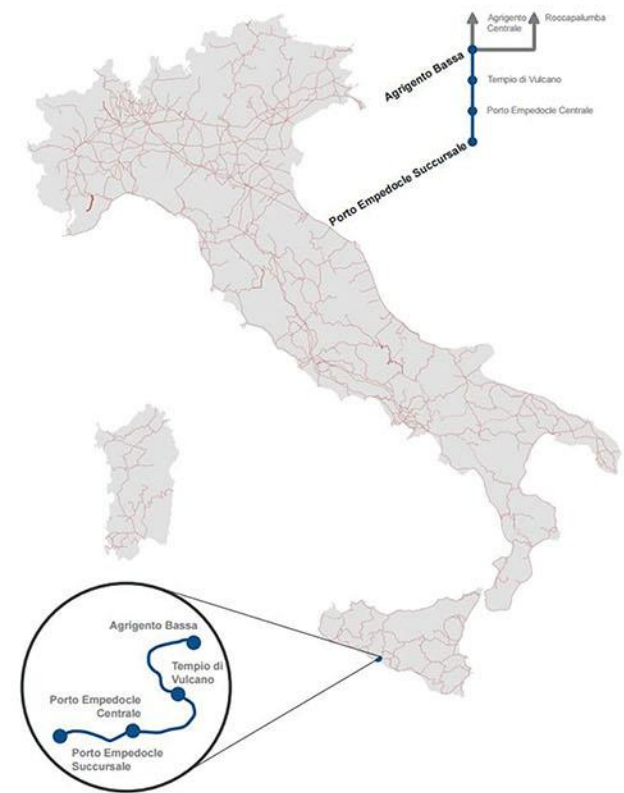 Agrigento
Centrale
Roccapalumba
Agrigento Bassa
Tempio di Vulcano
Porto Empedocle Centrale
Porto Empedocle Succursale
Agrigento Bassa
Tempio di
Vulcano
Porto Empedocle
Centrale
Porto Empedocle
Succursale